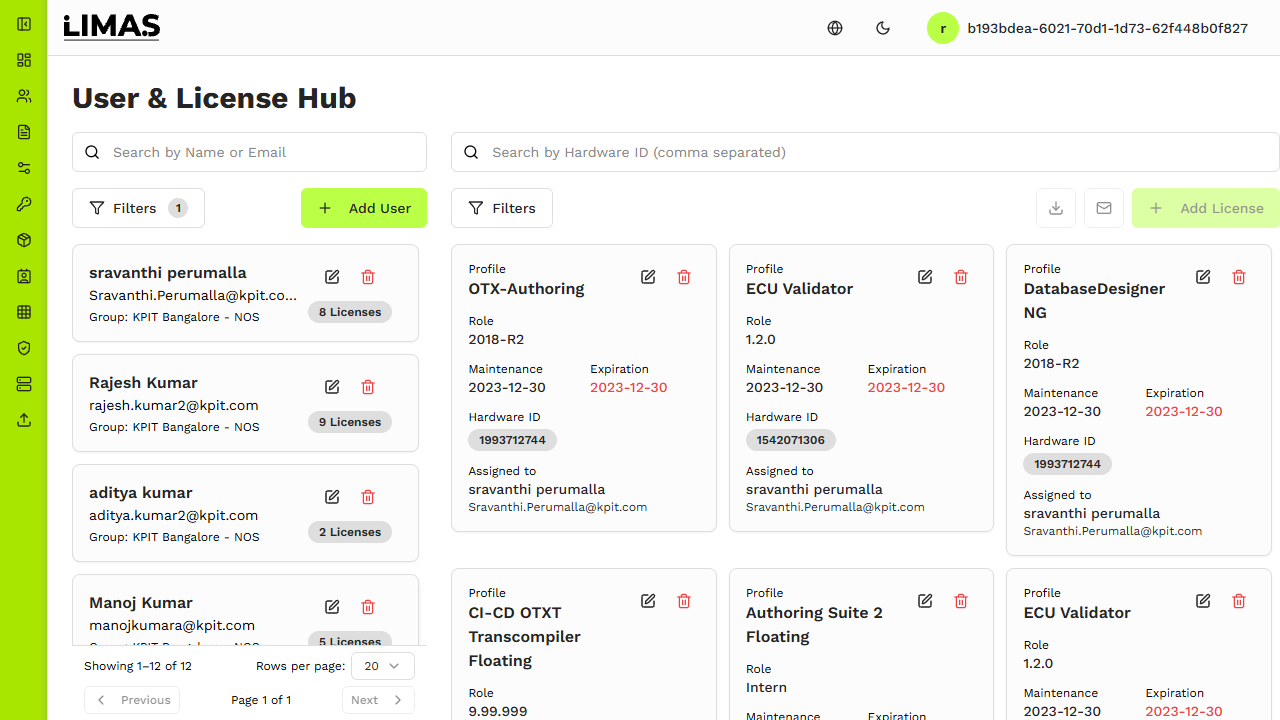 LIMAS
r
b193bdea-6021-70d1-1d73-62f448b0f827
User & License Hub
Search by Name or Email
Filters
1
Add User
sravanthi perumalla
Sravanthi.Perumalla@kpit.co...
Group: KPIT Bangalore - NOS
8 Licenses
Rajesh Kumar
rajesh.kumar2@kpit.com
Group: KPIT Bangalore - NOS
9 Licenses
aditya kumar
aditya.kumar2@kpit.com
Group: KPIT Bangalore - NOS
2 Licenses
Manoj Kumar
manojkumara@kpit.com
Group: KPIT Bangalore - NOS
5 Licenses
Showing 1–12 of 12
Rows per page:
20
Previous
Page 1 of 1
Next
Search by Hardware ID (comma separated)
Filters
Add License
Profile
OTX-Authoring
Role
2018-R2
Maintenance
2023-12-30
Expiration
2023-12-30
Hardware ID
1993712744
Assigned to
sravanthi perumalla
Sravanthi.Perumalla@kpit.com
Profile
ECU Validator
Role
1.2.0
Maintenance
2023-12-30
Expiration
2023-12-30
Hardware ID
1542071306
Assigned to
sravanthi perumalla
Sravanthi.Perumalla@kpit.com
Profile
DatabaseDesigner
NG
Role
2018-R2
Maintenance
2023-12-30
Expiration
2023-12-30
Hardware ID
1993712744
Assigned to
sravanthi perumalla
Sravanthi.Perumalla@kpit.com
Profile
CI-CD OTXT
Transcompiler
Floating
Role
9.99.999
Profile
Authoring Suite 2
Floating
Role
Intern
Maintenance
Expiration
Profile
ECU Validator
Role
1.2.0
Maintenance
2023-12-30
Expiration
2023-12-30